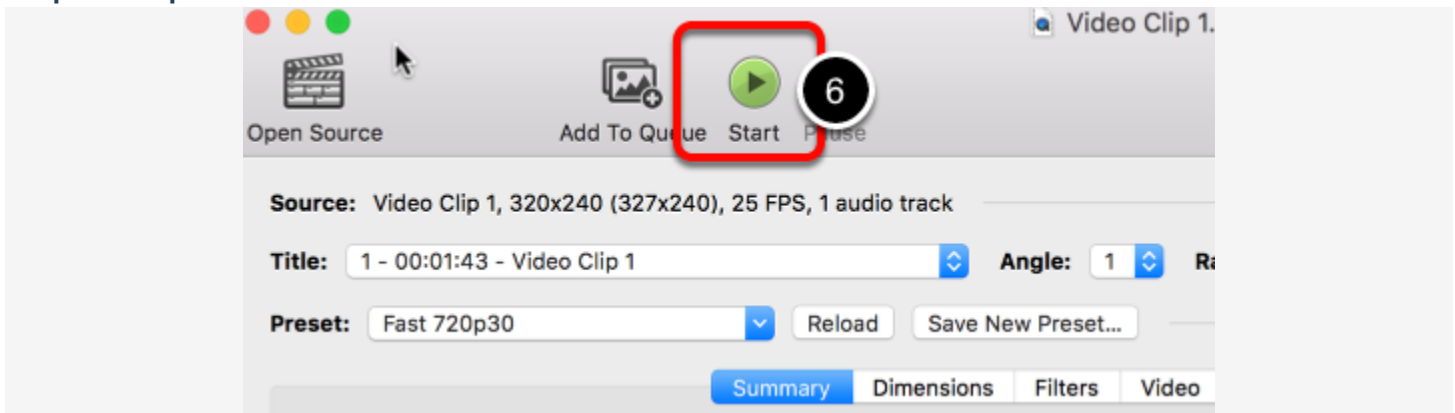 Video Clip 1.
6
Open Source Add To Queue Start Pause
Source: Video Clip 1, 320x240 (327x240), 25 FPS, 1 audio track
Title: 1 - 00:01:43 - Video Clip 1 Angle: 1 Ra
Preset: Fast 720p30 Reload Save New Preset...
Summary Dimensions Filters Video